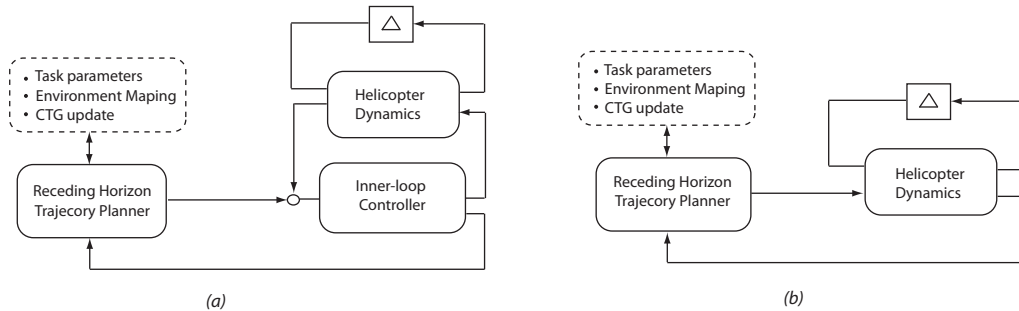 △
• Task parameters
• Environment Maping
• CTG update
Helicopter
Dynamics
Receding Horizon
Trajecory Planner
Inner-loop
Controller
(a)
• Task parameters
• Environment Maping
• CTG update
△
Receding Horizon
Trajecory Planner
Helicopter
Dynamics
(b)